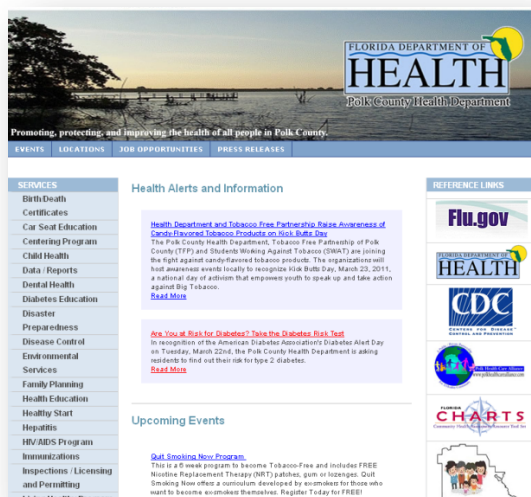 FLORIDA DEPARTMENT OF
HEALTH
Polk County Health Department
Promoting, protecting, and improving the health of all people in Polk County.
EVENTS LOCATIONS JOB OPPORTUNITIES PRESS RELEASES
SERVICES
Birth/Death
Certificates
Car Seat Education
Centering Program
Child Health
Data / Reports
Dental Health
Diabetes Education
Disaster
Preparedness
Disease Control
Environmental
Services
Family Planning
Health Education
Healthy Start
Hepatitis
HIV/AIDS Program
Immunizations
Inspections / Licensing
and Permitting
Health Alerts and Information
Health Department and Tobacco Free Partnership Raise Awareness of
Candy-Flavored Tobacco Products on Kick Butts Day
The Polk County Health Department, Tobacco Free Partnership of Polk
County (TFP) and Students Working Against Tobacco (SWAT) are joining
the fight against candy-flavored tobacco products. The organizations will
host awareness events locally to recognize Kick Butts Day, March 23, 2011,
a national day of activism that empowers youth to speak up and take action
against Big Tobacco.
Read More
Are You at Risk for Diabetes? Take the Diabetes Risk Test
In recognition of the American Diabetes Association's Diabetes Alert Day
on Tuesday, March 22nd, the Polk County Health Department is asking
residents to find out their risk for type 2 diabetes.
Read More
Upcoming Events
Quit Smoking Now Program
This is a 6 week program to become Tobacco-Free and includes FREE
Nicotine Replacement Therapy (NRT) patches, gum or lozenges. Quit
Smoking Now offers a curriculum developed by ex-smokers for those who
want to become ex-smokers themselves. Register Today for FREE!
REFERENCE LINKS
Flu.gov
FLORIDA DEPARTMENT OF
HEALTH
CDC
CENTERS FOR DISEASE
CONTROL AND PREVENTION
Polk Health Care Alliance
FLORIDA
CHARTS